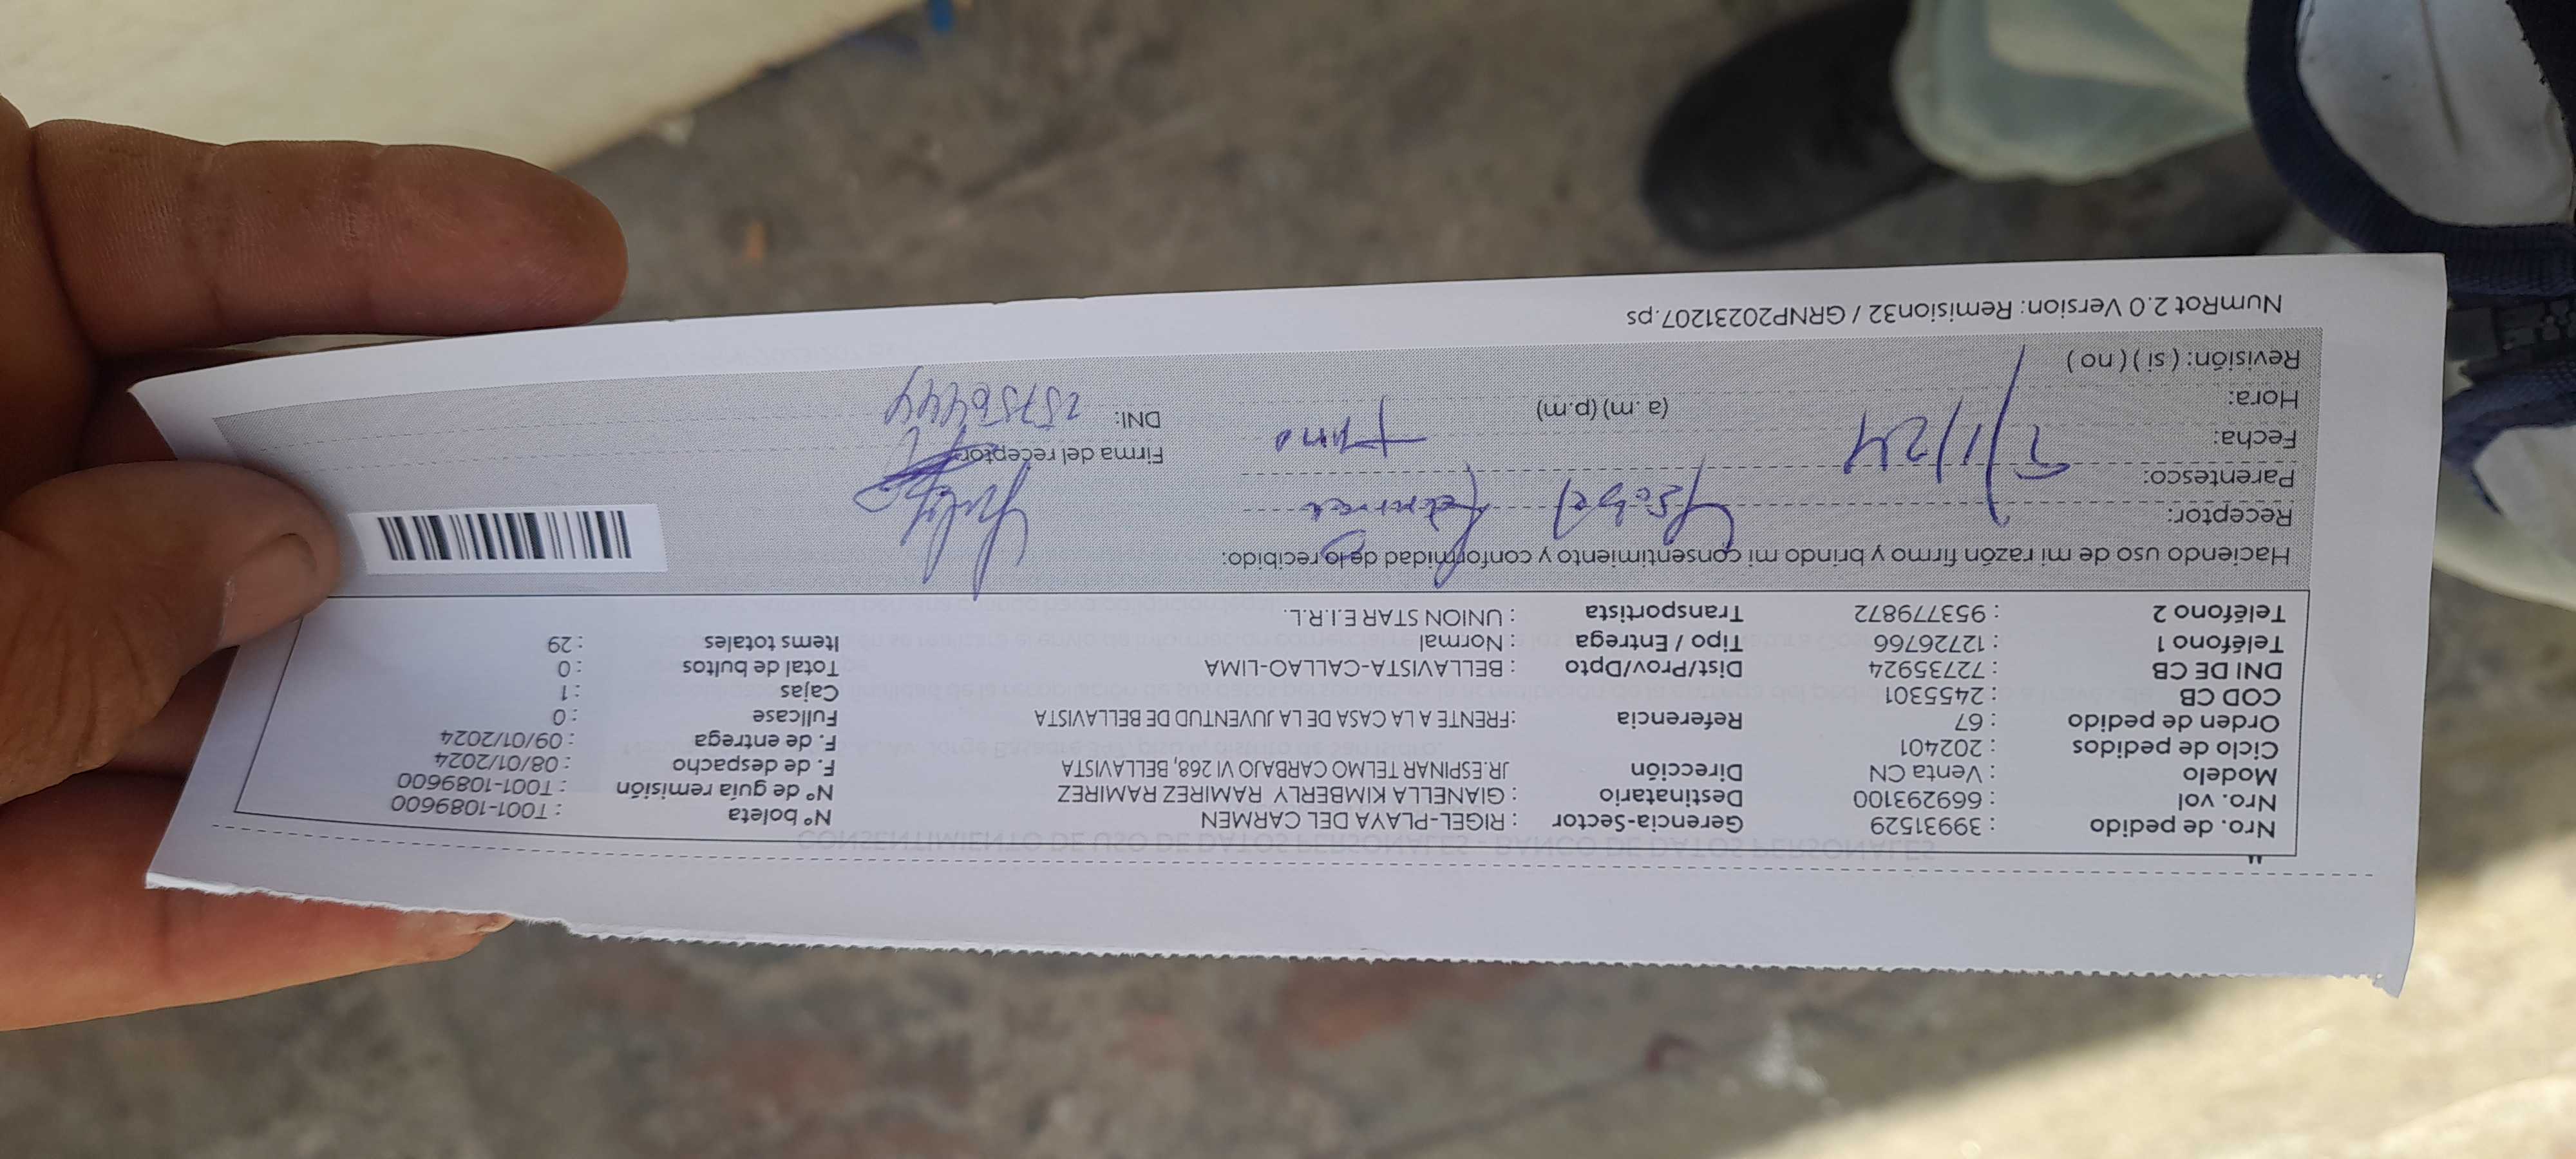 Nro. de pedido : 39931529 Gerencia-Sector : RIGEL-PLAYA DEL CARMEN Nº boleta : T001-1089600
Nro. vol : 669293100 Destinatario : GIANELLA KIMBERLY RAMIREZ RAMIREZ Nº de guía remisión : T001-1089600
Modelo : Venta CN Dirección JR.ESPINAR TELMO CARBAJO VI 268, BELLAVISTA F. de despacho : 08/01/2024
Ciclo de pedidos : 202401 F. de entrega : 09/01/2024
Orden de pedido : 67 Referencia :FRENTE A LA CASA DE LA JUVENTUD DE BELLAVISTA Fullcase : 0
COD CB : 2455301 Cajas : 1
DNI DE CB : 72735924 Dist/Prov/Dpto : BELLAVISTA-CALLAO-LIMA Total de bultos : 0
Teléfono 1 : 12726766 Tipo / Entrega : Normal Items totales : 29
Teléfono 2 : 953779872 Transportista : UNION STAR E.I.R.L.
Haciendo uso de mi razón firmo y brindo mi consentimiento y conformidad de lo recibido:
Receptor: Ysabel Ramirez
Parentesco:
Fecha: 9/1/24 Firma del receptor
Hora: (a.m) (p.m) DNI:
Revisión: ( si ) ( no )
NumRot 2.0 Version: Remision32 / GRNP20231207.ps